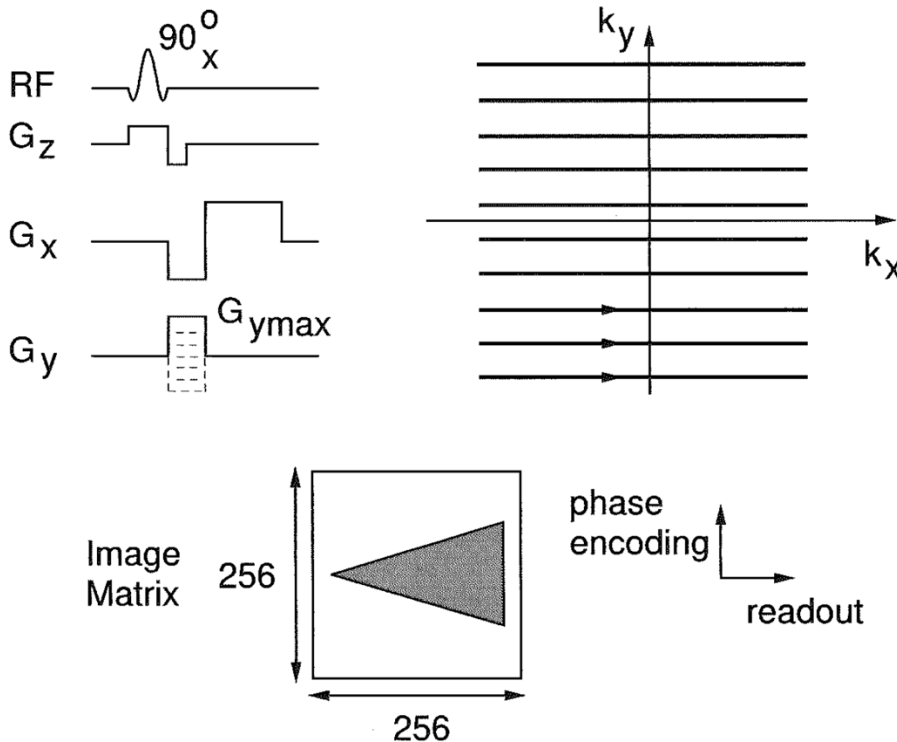 90°x
RF
Gz
Gx
Gymax
Gy
ky
kx
Image
Matrix
256
256
phase
encoding
readout